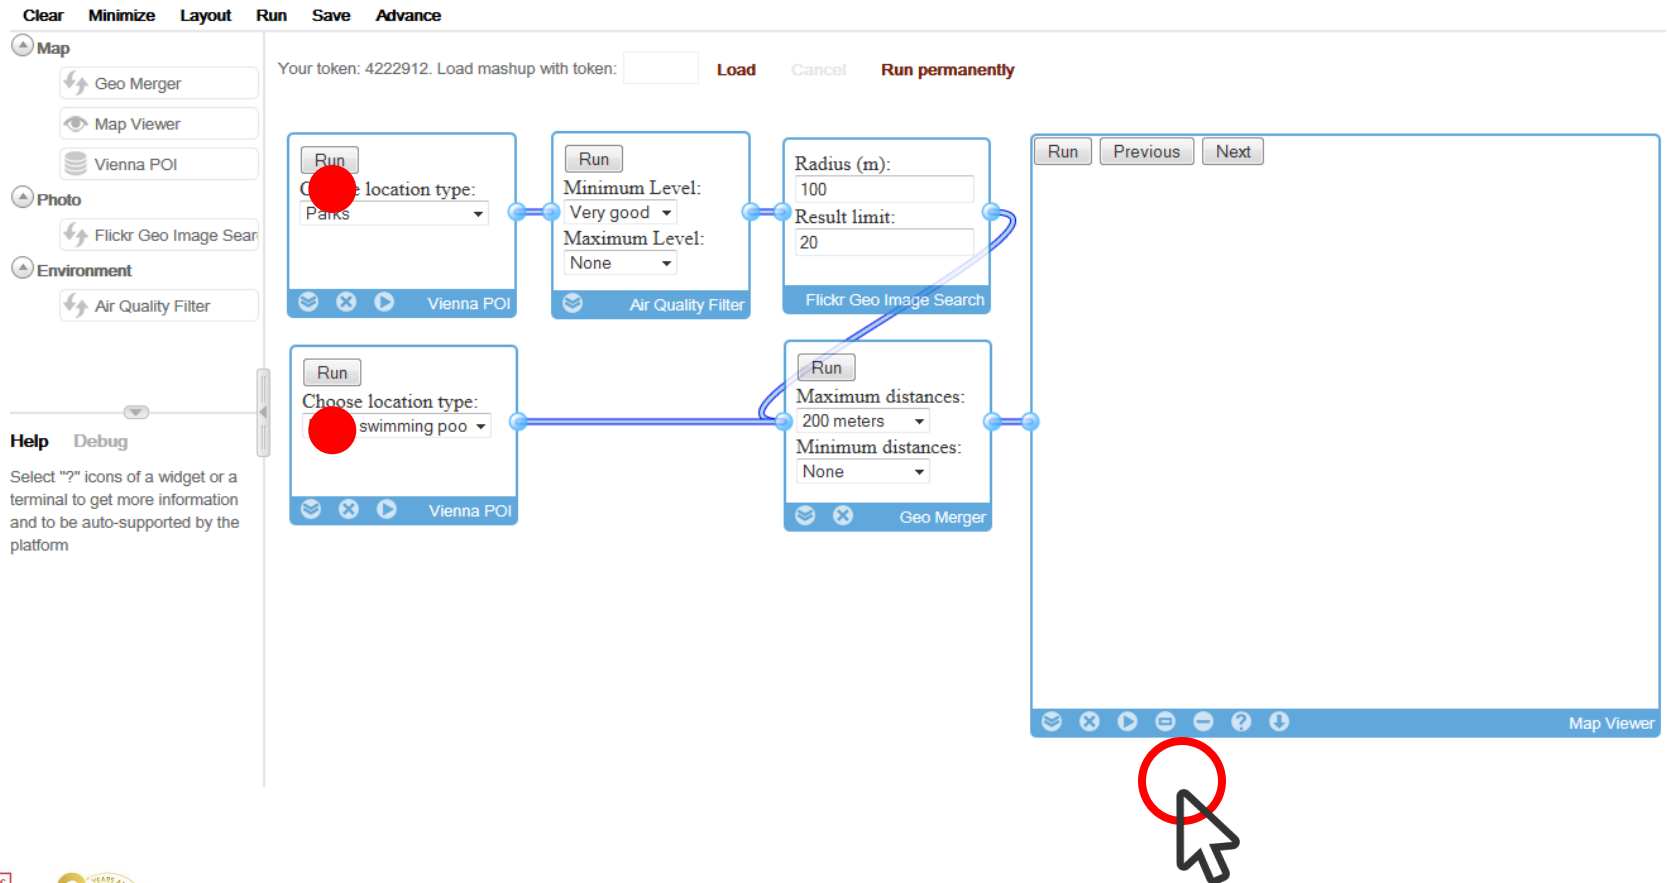 Clear Minimize Layout Run Save Advance
Map
Geo Merger
Map Viewer
Vienna POI
Photo
Flickr Geo Image Sear
Environment
Air Quality Filter
Help Debug
Select "?" icons of a widget or a
terminal to get more information
and to be auto-supported by the
platform
Your token: 4222912. Load mashup with token: Load Cancel Run permanently
Run
location type:
Parks
Vienna POI
Run
Minimum Level:
Very good
Maximum Level:
None
Air Quality Filter
Radius (m):
100
Result limit:
20
Flickr Geo Image Search
Run
Choose location type:
swimming poo
Vienna POI
Run
Maximum distances:
200 meters
Minimum distances:
None
Geo Merger
Run Previous Next
Map Viewer